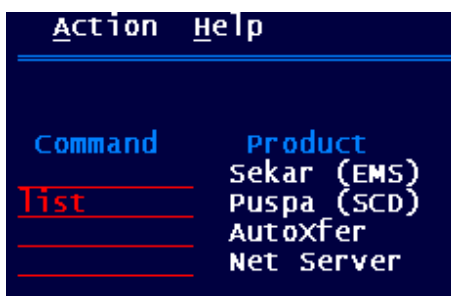 Action Help
Command Product
Sekar (EMS)
list Puspa (SCD)
AutoXfer
Net Server